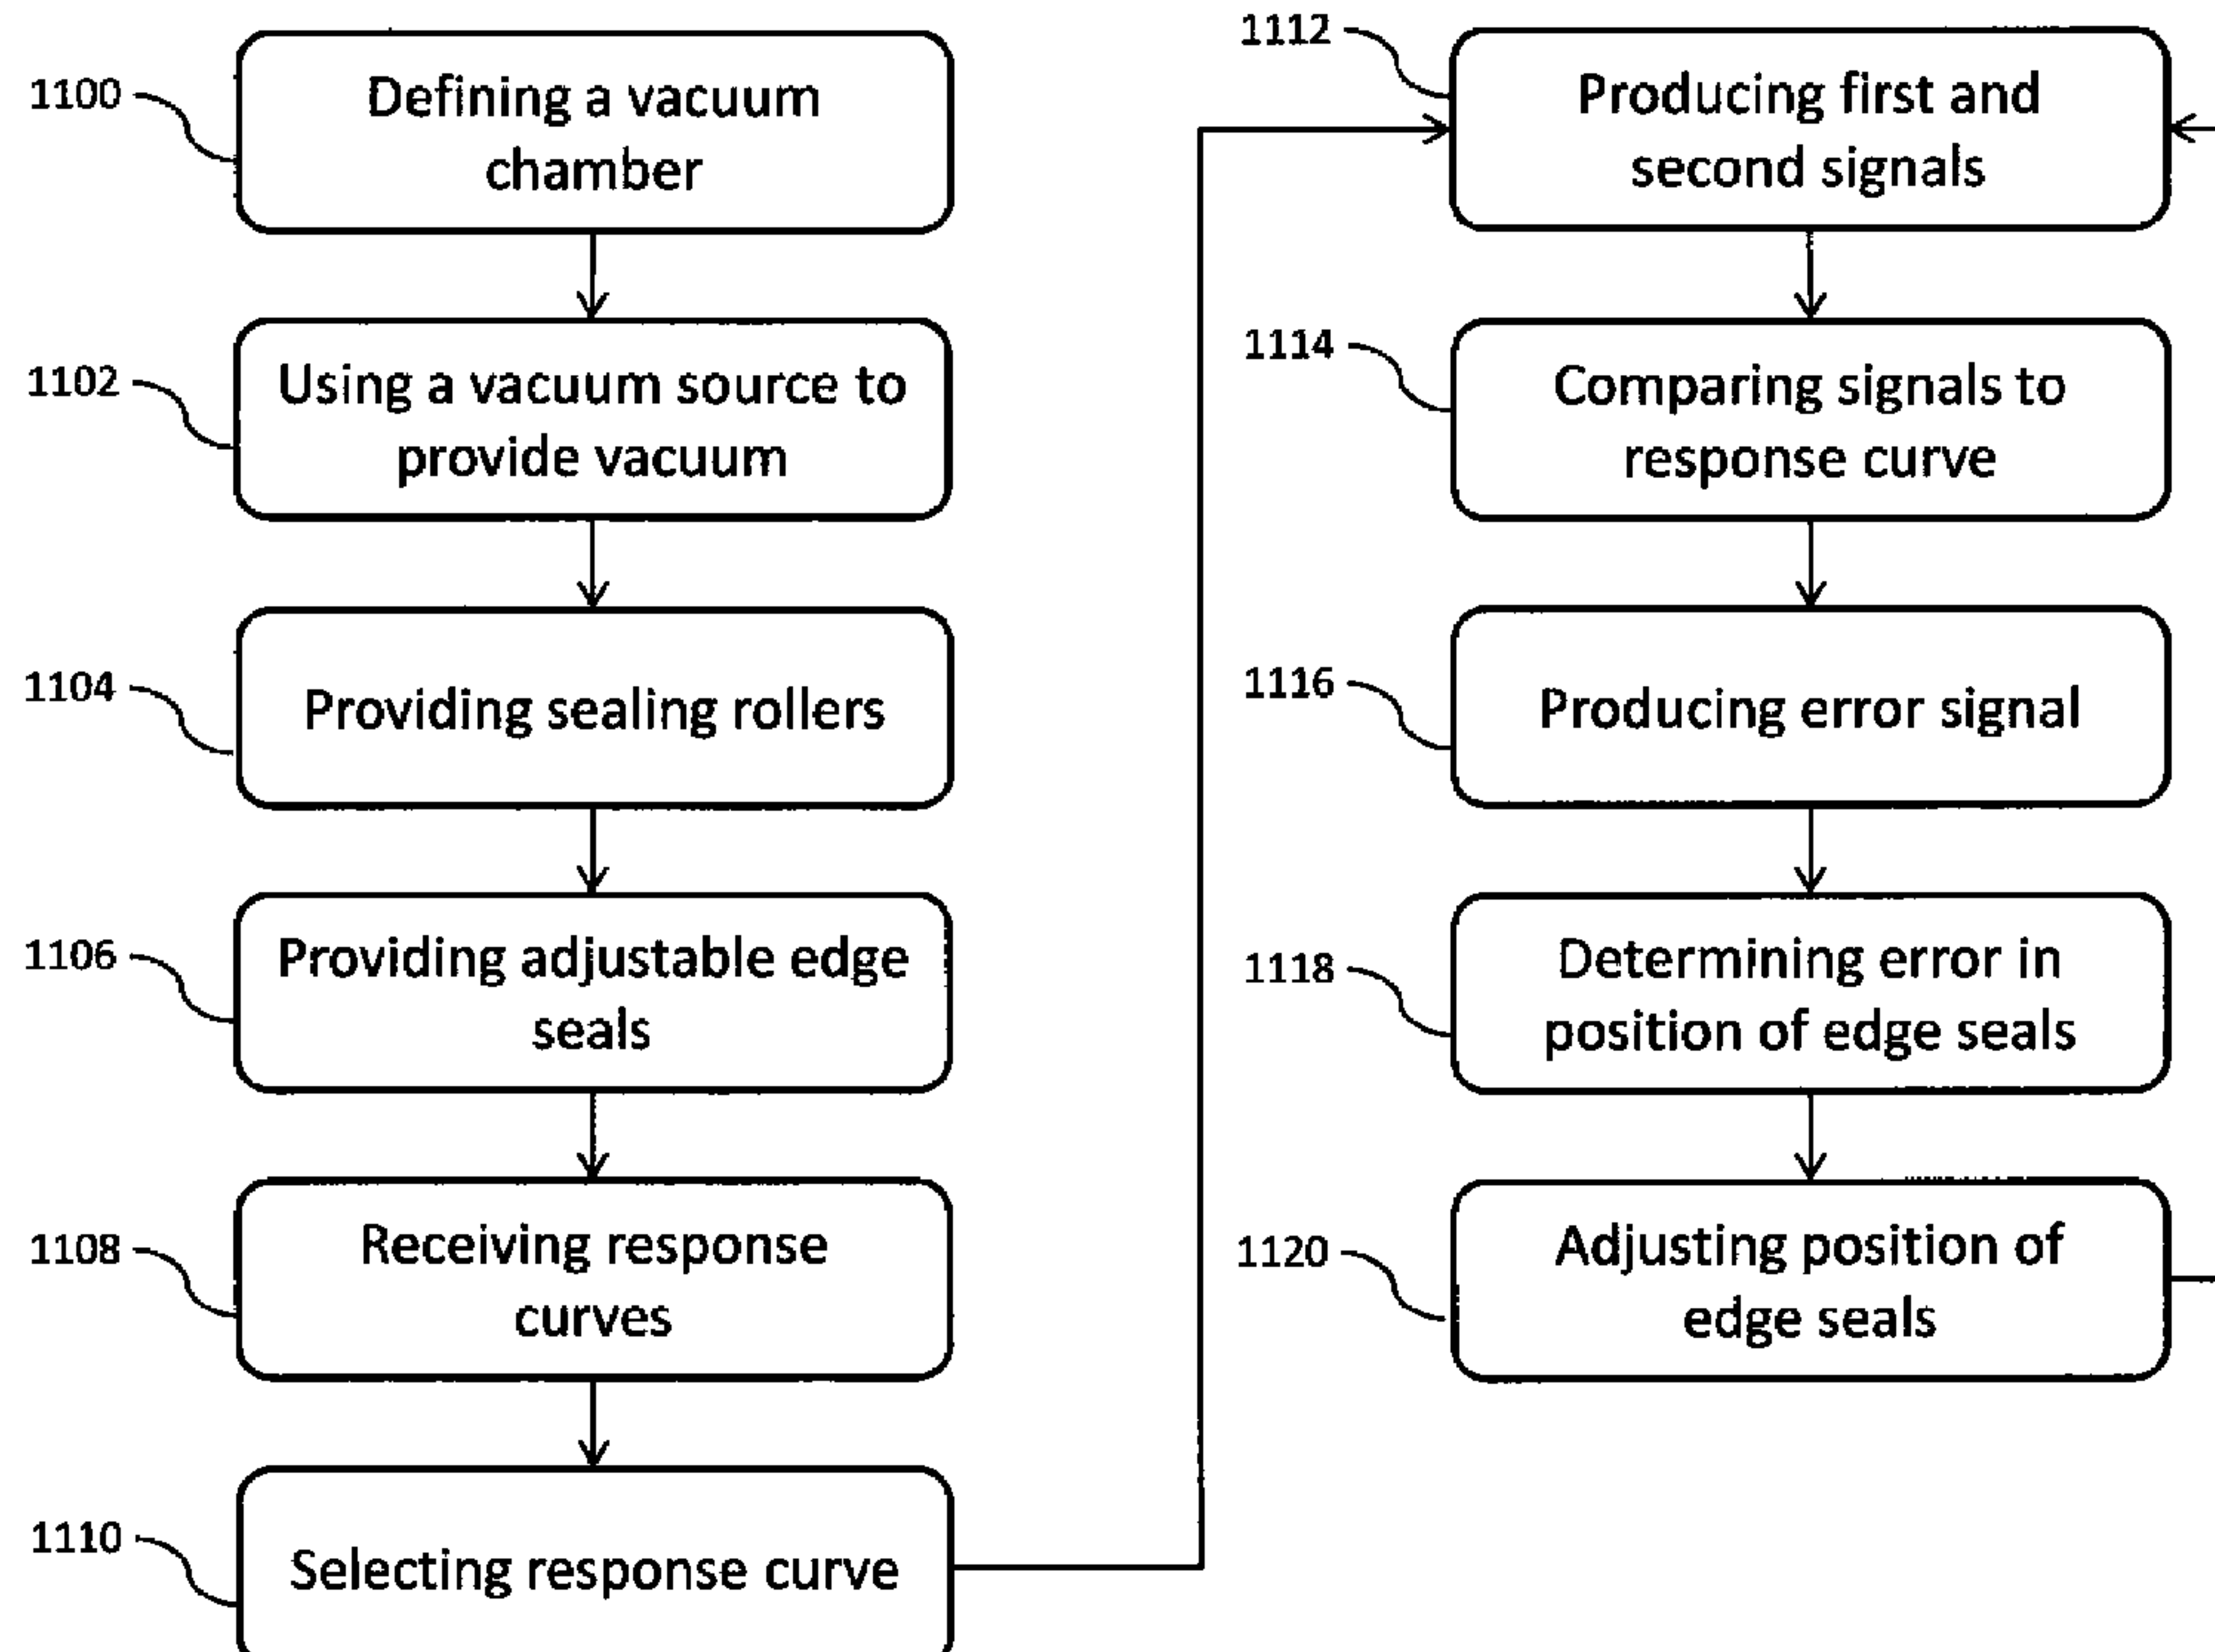 1100
Defining a vacuum
chamber
1102
Using a vacuum source to
provide vacuum
1104
Providing sealing rollers
1106
Providing adjustable edge
seals
1108
Receiving response
curves
1110
Selecting response curve
1112
Producing first and
second signals
1114
Comparing signals to
response curve
1116
Producing error signal
1118
Determining error in
position of edge seals
1120
Adjusting position of
edge seals